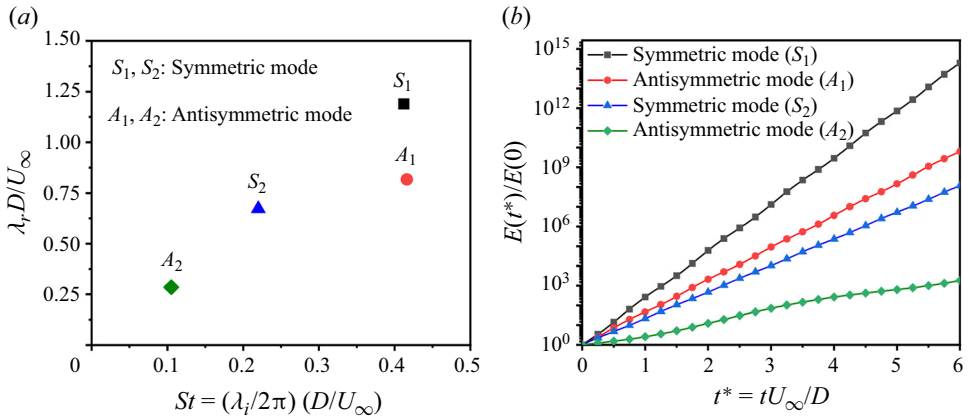 (a)
1.50
1.25
1.00
0.75
0.50
0.25
0
0.1
0.2
0.3
0.4
0.5
λrD/U∞
St = (λi/2π) (D/U∞)
S1, S2: Symmetric mode
A1, A2: Antisymmetric mode
S1
A1
S2
A2
(b)
10^15
10^12
10^9
10^6
10^3
10^0
0
1
2
3
4
5
6
E(t*)/E(0)
t* = tU∞/D
Symmetric mode (S1)
Antisymmetric mode (A1)
Symmetric mode (S2)
Antisymmetric mode (A2)